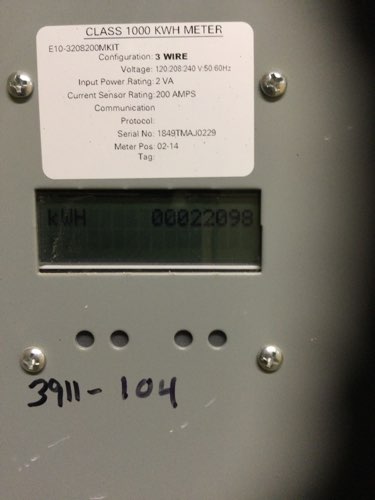 CLASS 1000 KWH METER
E10-3208200MKIT
Configuration: 3 WIRE
Voltage: 120.208:240 V:50.60Hz
Input Power Rating: 2 VA
Current Sensor Rating: 200 AMPS
Communication
Protocol:
Serial No: 1849TMAJ0229
Meter Pos: 02-14
Tag:
kWH 00022098
3911-104